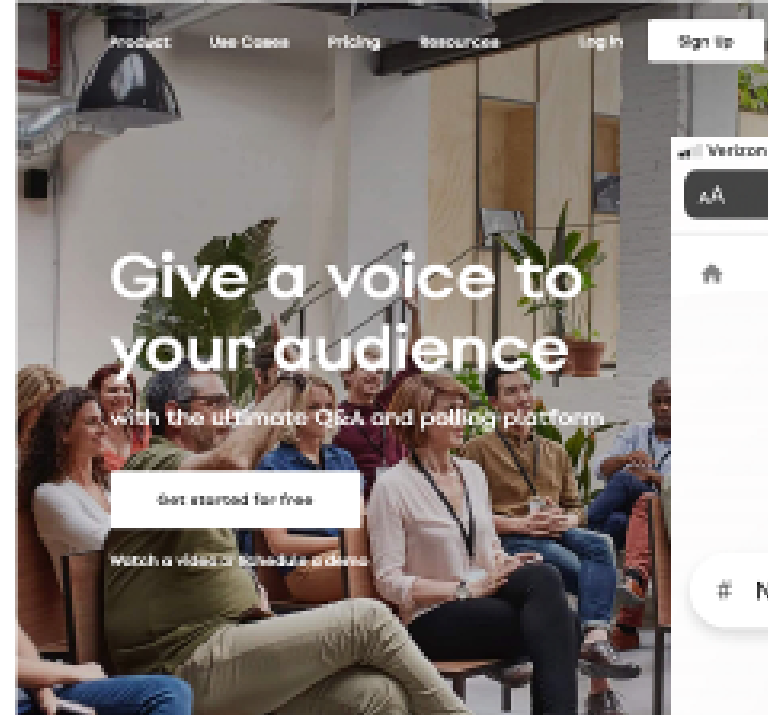 Product Use Cases Pricing Resources Log In Sign Up
Verizon
AA
Give a voice to
your audience
with the ultimate Q&A and polling platform
Get started for free
Watch a video or Schedule a demo
# N